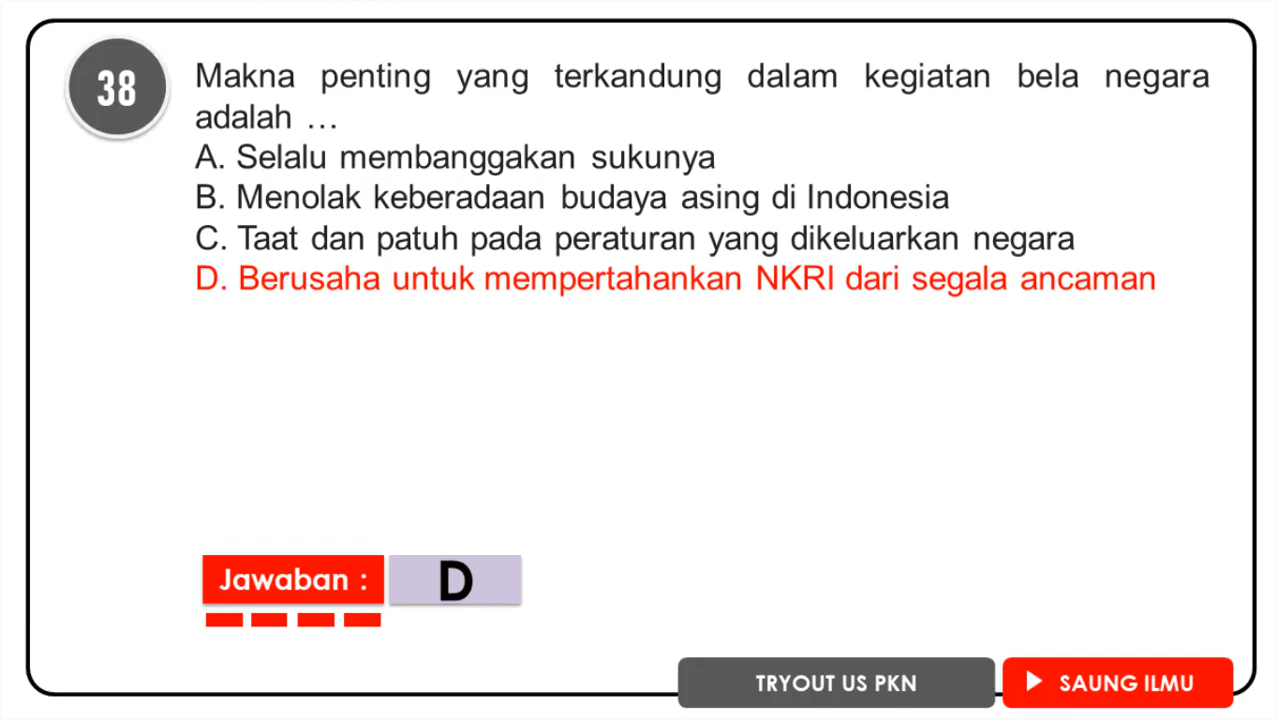 38
Makna penting yang terkandung dalam kegiatan bela negara
adalah ...
A. Selalu membanggakan sukunya
B. Menolak keberadaan budaya asing di Indonesia
C. Taat dan patuh pada peraturan yang dikeluarkan negara
D. Berusaha untuk mempertahankan NKRI dari segala ancaman
Jawaban : D
TRYOUT US PKN
SAUNG ILMU